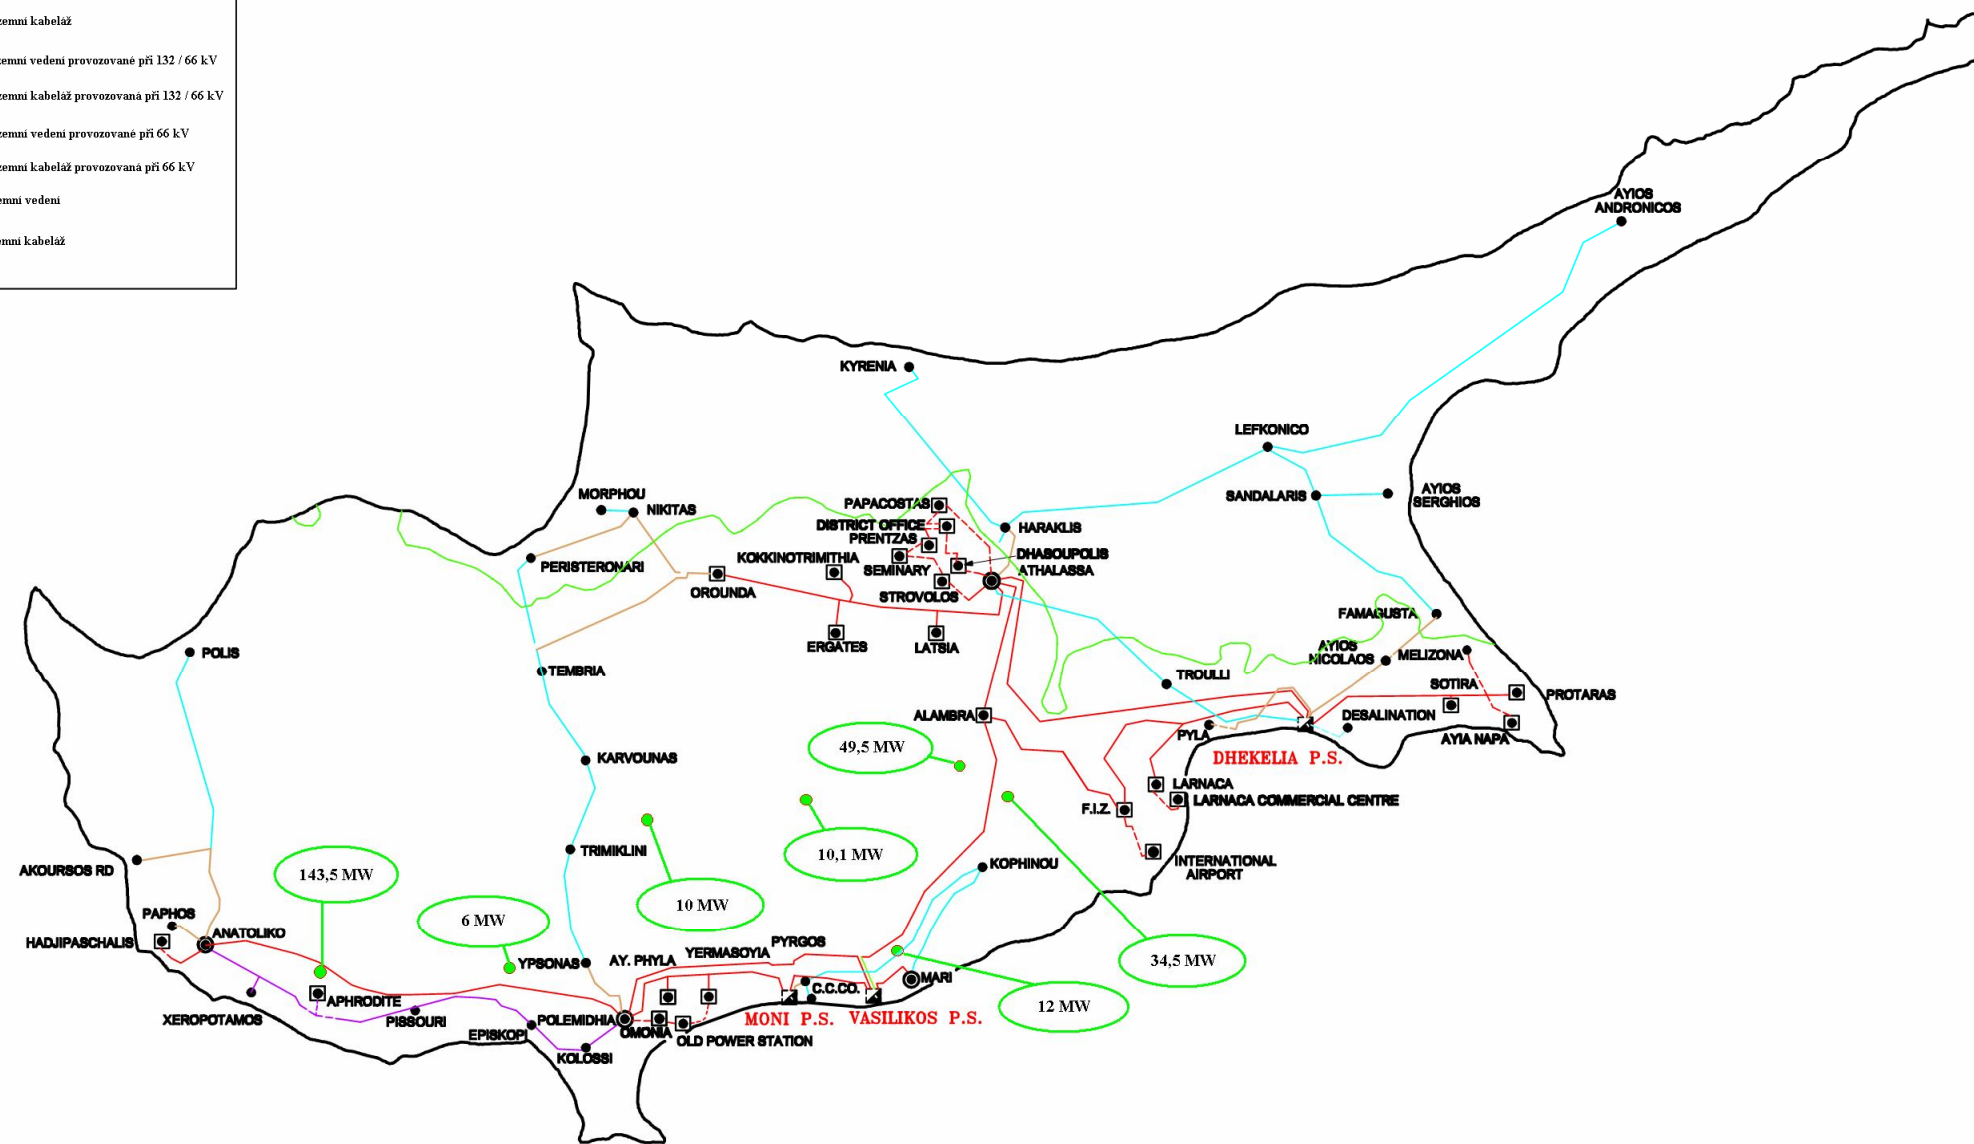 zemní kabeláž
zemní vedení provozované při 132 / 66 kV
zemní kabeláž provozovaná při 132 / 66 kV
zemní vedení provozované při 66 kV
zemní kabeláž provozovaná při 66 kV
emní vedení
emní kabeláž
AYIOS
ANDRONICOS
KYRENIA
LEFKONICO
MORPHOU
NIKITAS
PAPACOSTAS
DISTRICT OFFICE
PRENTZAS
HARAKLIS
SANDALARIS
AYIOS
SERGHIOS
PERISTERONARI
KOKKINOTRIMITHIA
SEMINARY
DHASOUPOLIS
ATHALASSA
OROUNDA
STROVOLOS
ERGATES
LATSIA
FAMAGUSTA
AYIOS
NICOLAOS
MELIZONA
POLIS
TEMBRIA
TROULLI
SOTIRA
PROTARAS
ALAMBRA
DESALINATION
PYLA
AYIA NAPA
49,5 MW
DHEKELIA P.S.
KARVOUNAS
LARNACA
LARNACA COMMERCIAL CENTRE
F.I.Z.
TRIMIKLINI
10,1 MW
KOPHINOU
INTERNATIONAL
AIRPORT
AKOURSOS RD
143,5 MW
10 MW
6 MW
PAPHOS
HADJIPASCHALIS
ANATOLIKO
YPSONAS
AY. PHYLA
YERMASOYIA
PYRGOS
34,5 MW
MARI
C.C.CO.
APHRODITE
12 MW
XEROPOTAMOS
PISSOURI
POLEMIDHIA
MONI P.S.
VASILIKOS P.S.
EPISKOPI
OMONIA
OLD POWER STATION
KOLOSSI